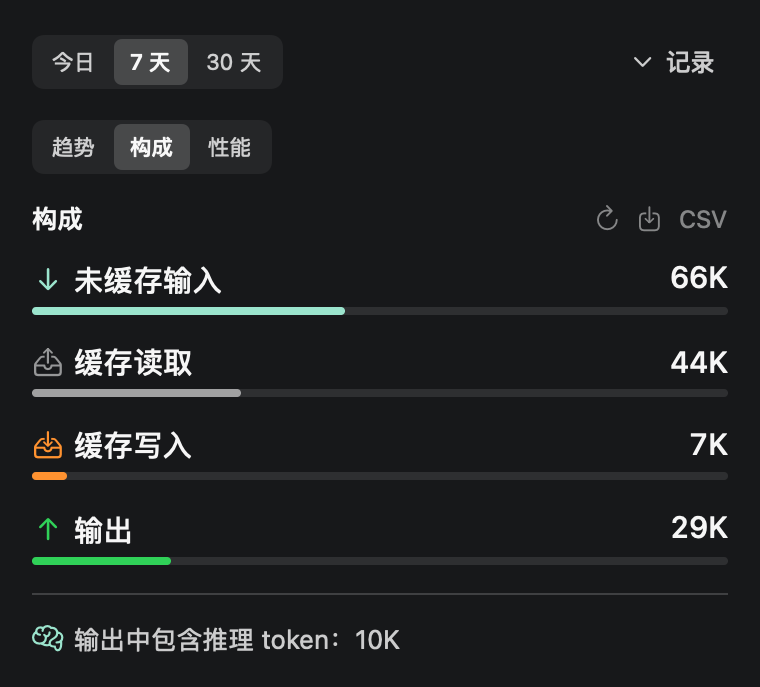 今日 7 天 30 天 记录
趋势 构成 性能
构成 CSV
未缓存输入 66K
缓存读取 44K
缓存写入 7K
输出 29K
输出中包含推理 token：10K